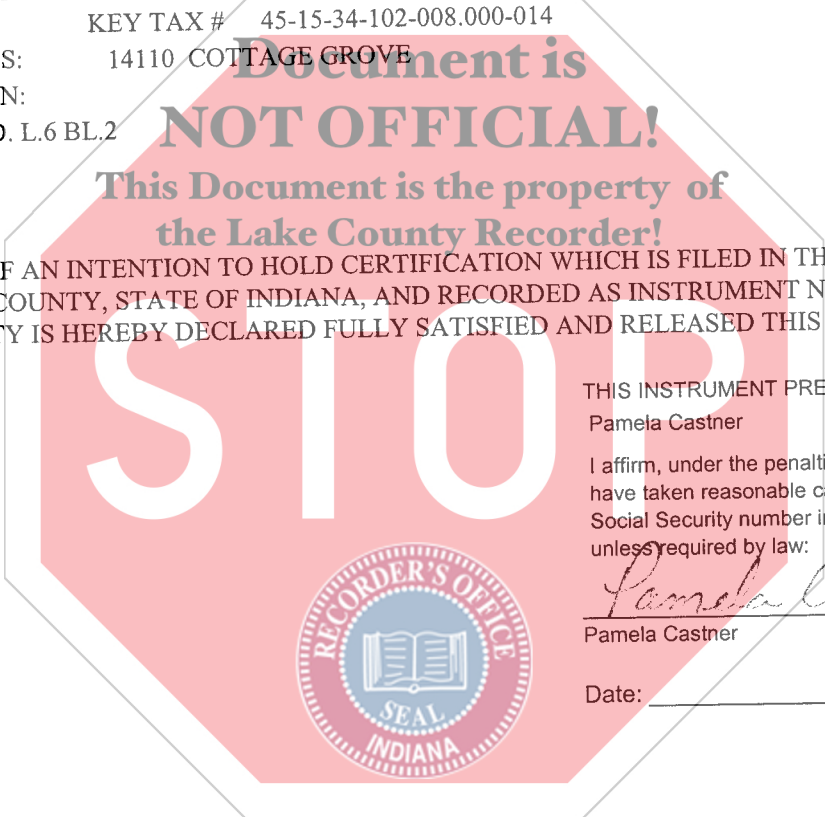 KEY TAX # 45-15-34-102-008.000-014
S: 14110 COTTAGE GROVE
N:
D. L.6 BL.2
Document is
NOT OFFICIAL!
This Document is the property of
the Lake County Recorder!
F AN INTENTION TO HOLD CERTIFICATION WHICH IS FILED IN TH
COUNTY, STATE OF INDIANA, AND RECORDED AS INSTRUMENT N
TY IS HEREBY DECLARED FULLY SATISFIED AND RELEASED THIS
STOP
THIS INSTRUMENT PRE
Pamela Castner
I affirm, under the penalti
have taken reasonable ca
Social Security number i
unless required by law:
Pamela C
Pamela Castner
Date:
RECORDER'S OFFICE
SEAL
INDIANA